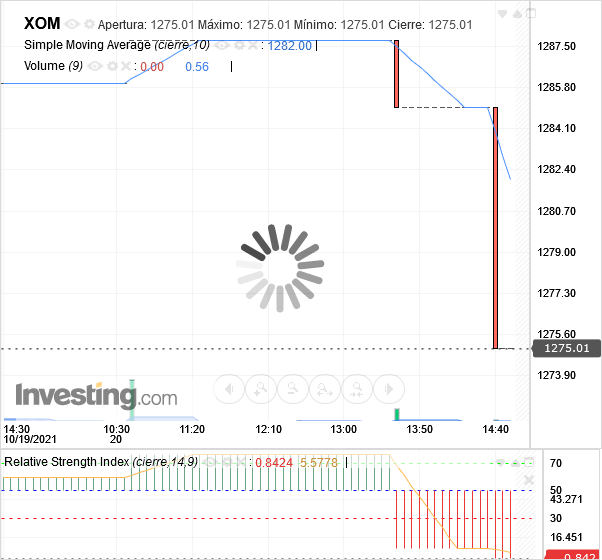 XOM Apertura: 1275.01 Máximo: 1275.01 Mínimo: 1275.01 Cierre: 1275.01
Simple Moving Average (cierre,10) : 1282.00
Volume (9) : 0.00 0.56
1287.50
1285.80
1284.10
1282.40
1280.70
1279.00
1277.30
1275.60
1275.01
1273.90
Investing.com
14:30 10:30 11:20 12:10 13:00 13:50 14:40
10/19/2021 20
Relative Strength Index (cierre,14,9) : 0.8424 5.5778
70
50
43.271
30
16.451
0.842